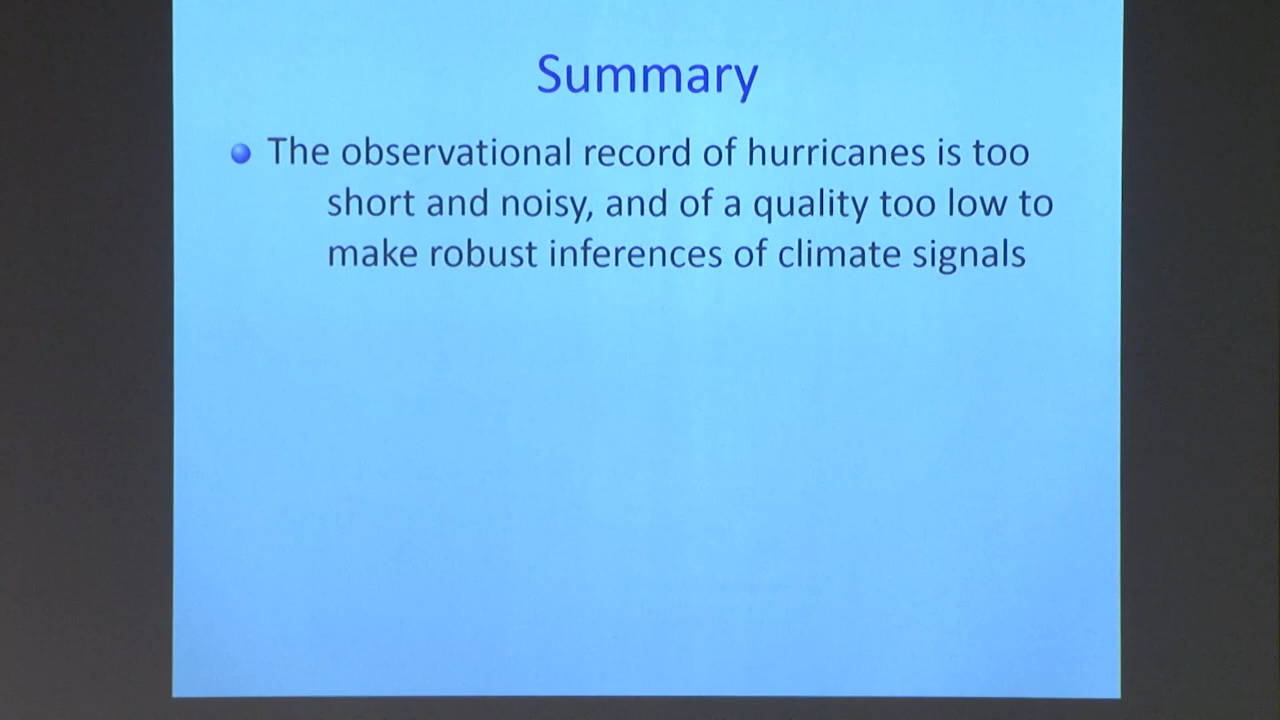 Summary
The observational record of hurricanes is too
short and noisy, and of a quality too low to
make robust inferences of climate signals